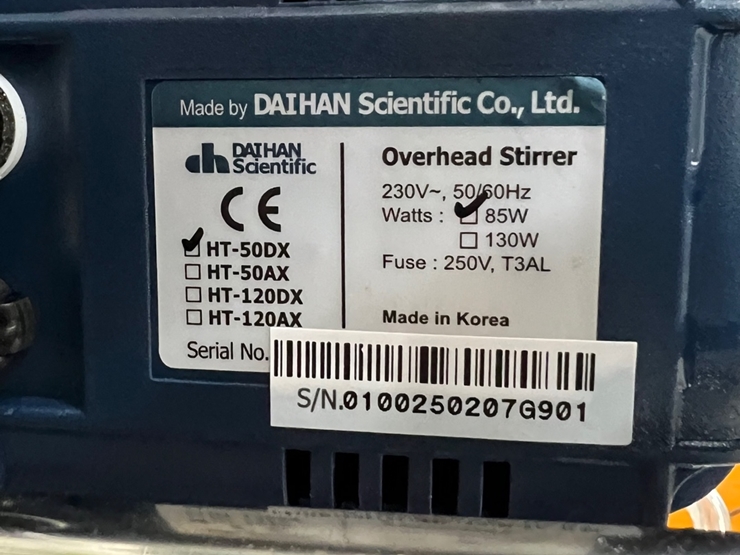 Made by DAIHAN Scientific Co., Ltd.
dh DAIHAN Scientific
CE
☑ HT-50DX
☐ HT-50AX
☐ HT-120DX
☐ HT-120AX
Serial No.
Overhead Stirrer
230V~, 50/60Hz
Watts : ☑ 85W
☐ 130W
Fuse : 250V, T3AL
Made in Korea
S/N.0100250207G901